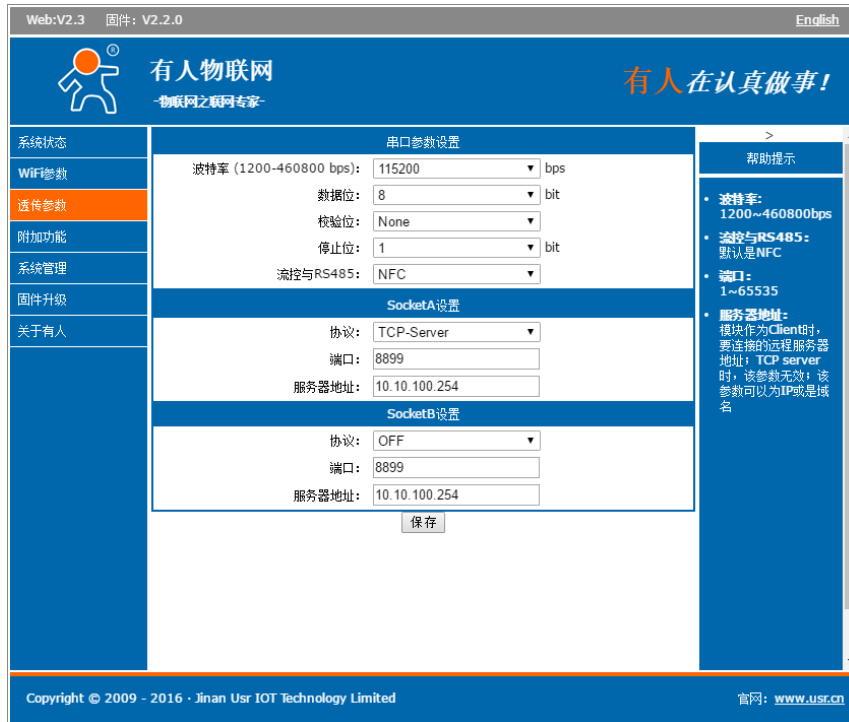 Web:V2.3 固件：V2.2.0 English
®
有人物联网
-物联网之联网专家-
有人在认真做事!
系统状态
WiFi参数
透传参数
附加功能
系统管理
固件升级
关于有人
串口参数设置
波特率 (1200-460800 bps)： 115200 bps
数据位： 8 bit
校验位： None
停止位： 1 bit
流控与RS485： NFC
SocketA设置
协议： TCP-Server
端口： 8899
服务器地址： 10.10.100.254
SocketB设置
协议： OFF
端口： 8899
服务器地址： 10.10.100.254
保存
>
帮助提示
• 波特率:
1200~460800bps
• 流控与RS485:
默认是NFC
• 端口:
1~65535
• 服务器地址:
模块作为Client时，
要连接的远程服务器
地址；TCP server
时，该参数无效；该
参数可以为IP或是域
名
Copyright © 2009 - 2016 · Jinan Usr IOT Technology Limited 官网：www.usr.cn